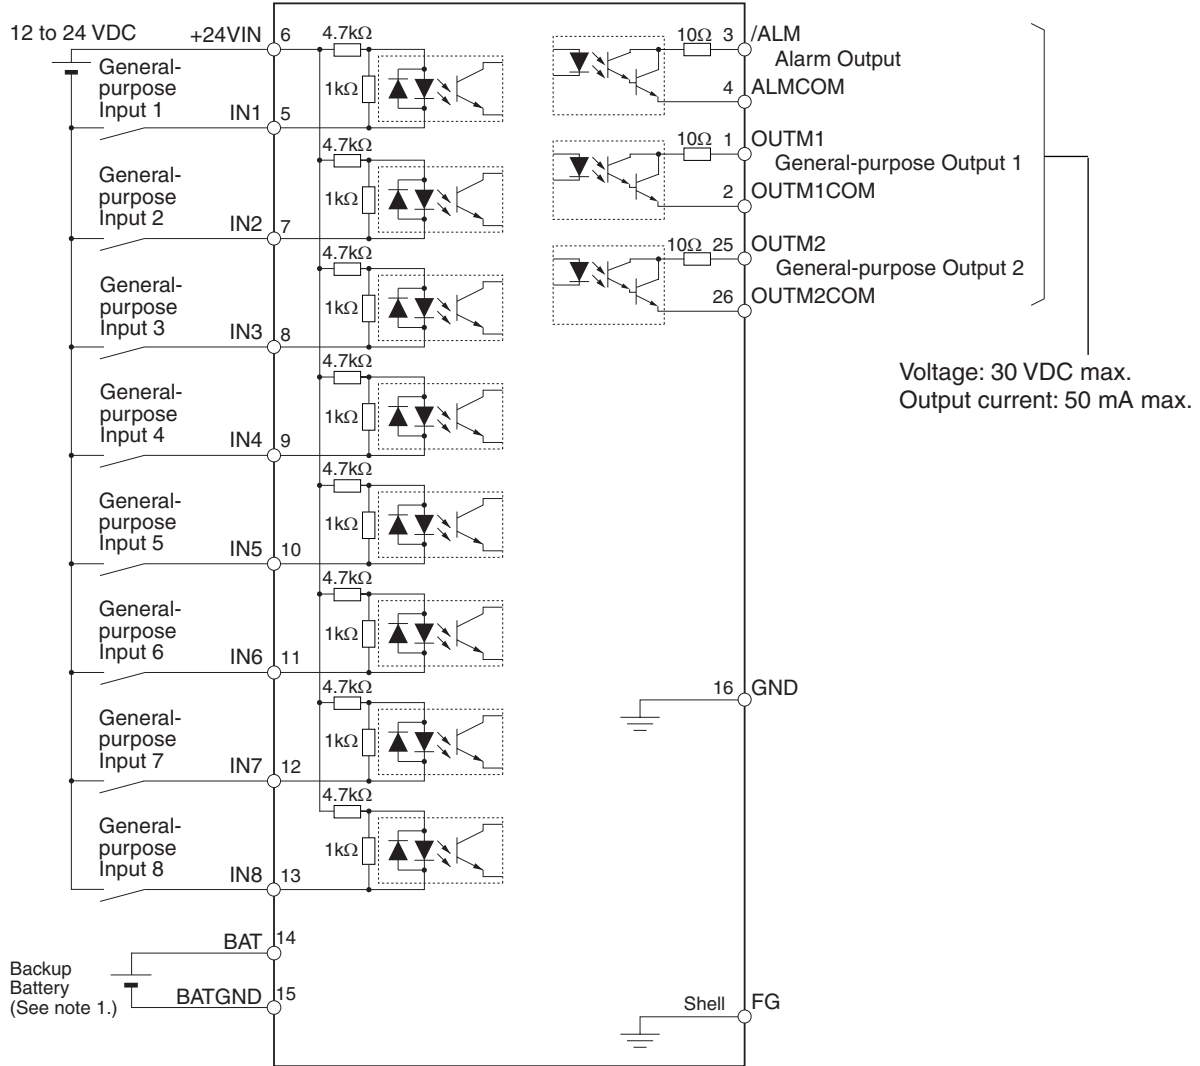 12 to 24 VDC
+24VIN
6
4.7kΩ
1kΩ
General-
purpose
Input 1
IN1
5
4.7kΩ
1kΩ
General-
purpose
Input 2
IN2
7
4.7kΩ
1kΩ
General-
purpose
Input 3
IN3
8
4.7kΩ
1kΩ
General-
purpose
Input 4
IN4
9
4.7kΩ
1kΩ
General-
purpose
Input 5
IN5
10
4.7kΩ
1kΩ
General-
purpose
Input 6
IN6
11
4.7kΩ
1kΩ
General-
purpose
Input 7
IN7
12
4.7kΩ
1kΩ
General-
purpose
Input 8
IN8
13
BAT
14
Backup
Battery
(See note 1.)
BATGND
15
10Ω
3
/ALM
Alarm Output
4
ALMCOM
10Ω
1
OUTM1
General-purpose Output 1
2
OUTM1COM
10Ω
25
OUTM2
General-purpose Output 2
26
OUTM2COM
Voltage: 30 VDC max.
Output current: 50 mA max.
16
GND
Shell
FG